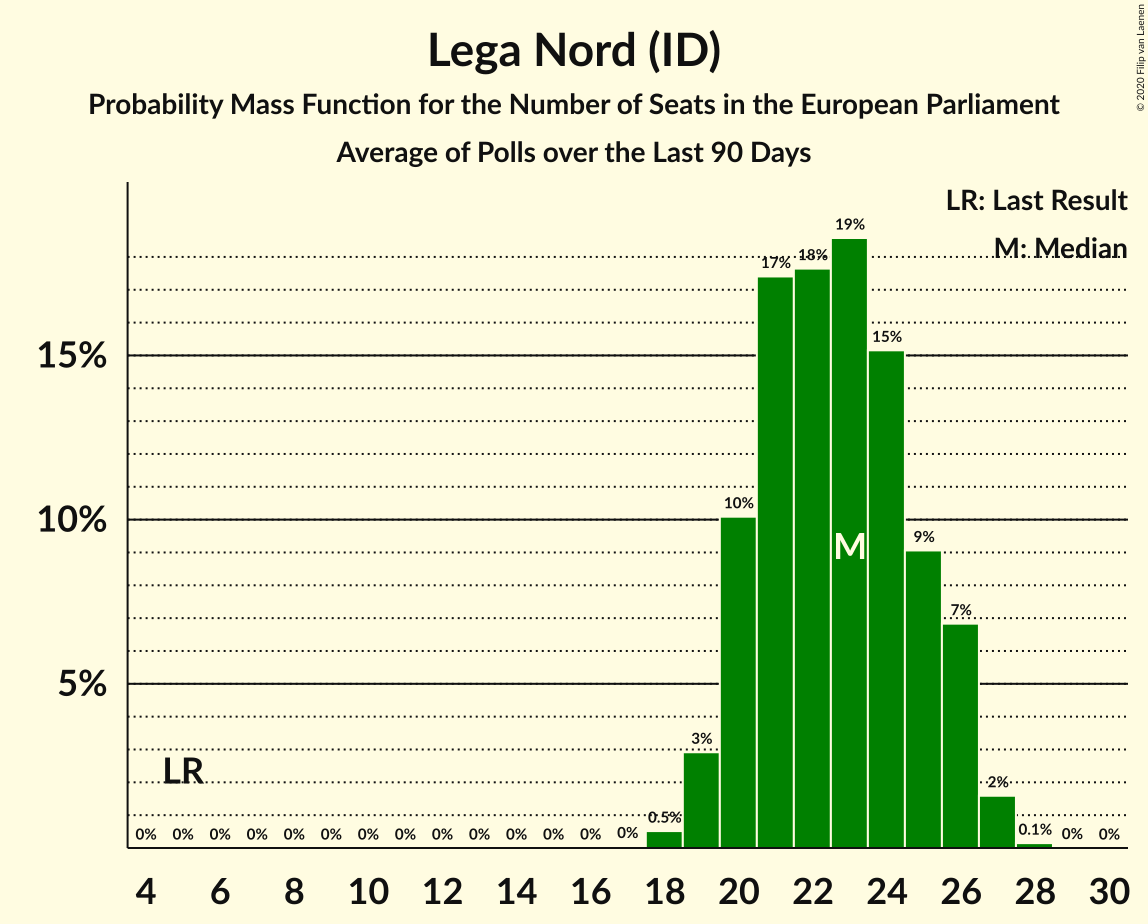 Lega Nord (ID)
Probability Mass Function for the Number of Seats in the European Parliament
Average of Polls over the Last 90 Days
© 2020 Filip van Laenen
LR: Last Result
M: Median
19%
18%
17%
15%
15%
10%
10%
9%
M
7%
5%
3%
LR
2%
0.5%
0% 0% 0% 0% 0% 0% 0% 0% 0% 0% 0% 0% 0% 0% 0.1% 0% 0%
4 6 8 10 12 14 16 18 20 22 24 26 28 30